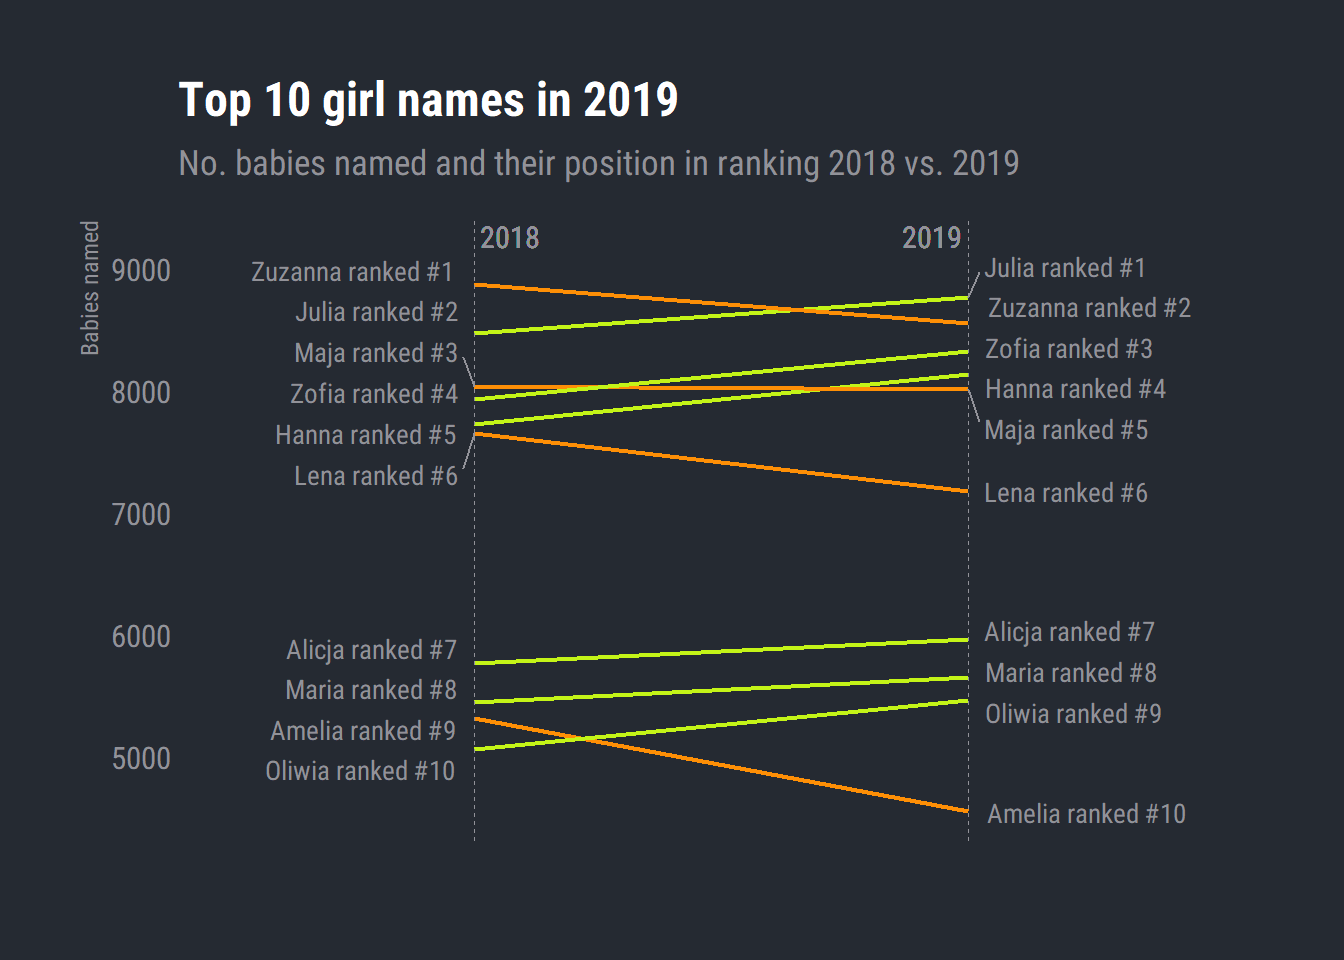 Top 10 girl names in 2019
No. babies named and their position in ranking 2018 vs. 2019
Babies named
9000
8000
7000
6000
5000
2018
2019
Zuzanna ranked #1
Julia ranked #2
Maja ranked #3
Zofia ranked #4
Hanna ranked #5
Lena ranked #6
Alicja ranked #7
Maria ranked #8
Amelia ranked #9
Oliwia ranked #10
Julia ranked #1
Zuzanna ranked #2
Zofia ranked #3
Hanna ranked #4
Maja ranked #5
Lena ranked #6
Alicja ranked #7
Maria ranked #8
Oliwia ranked #9
Amelia ranked #10